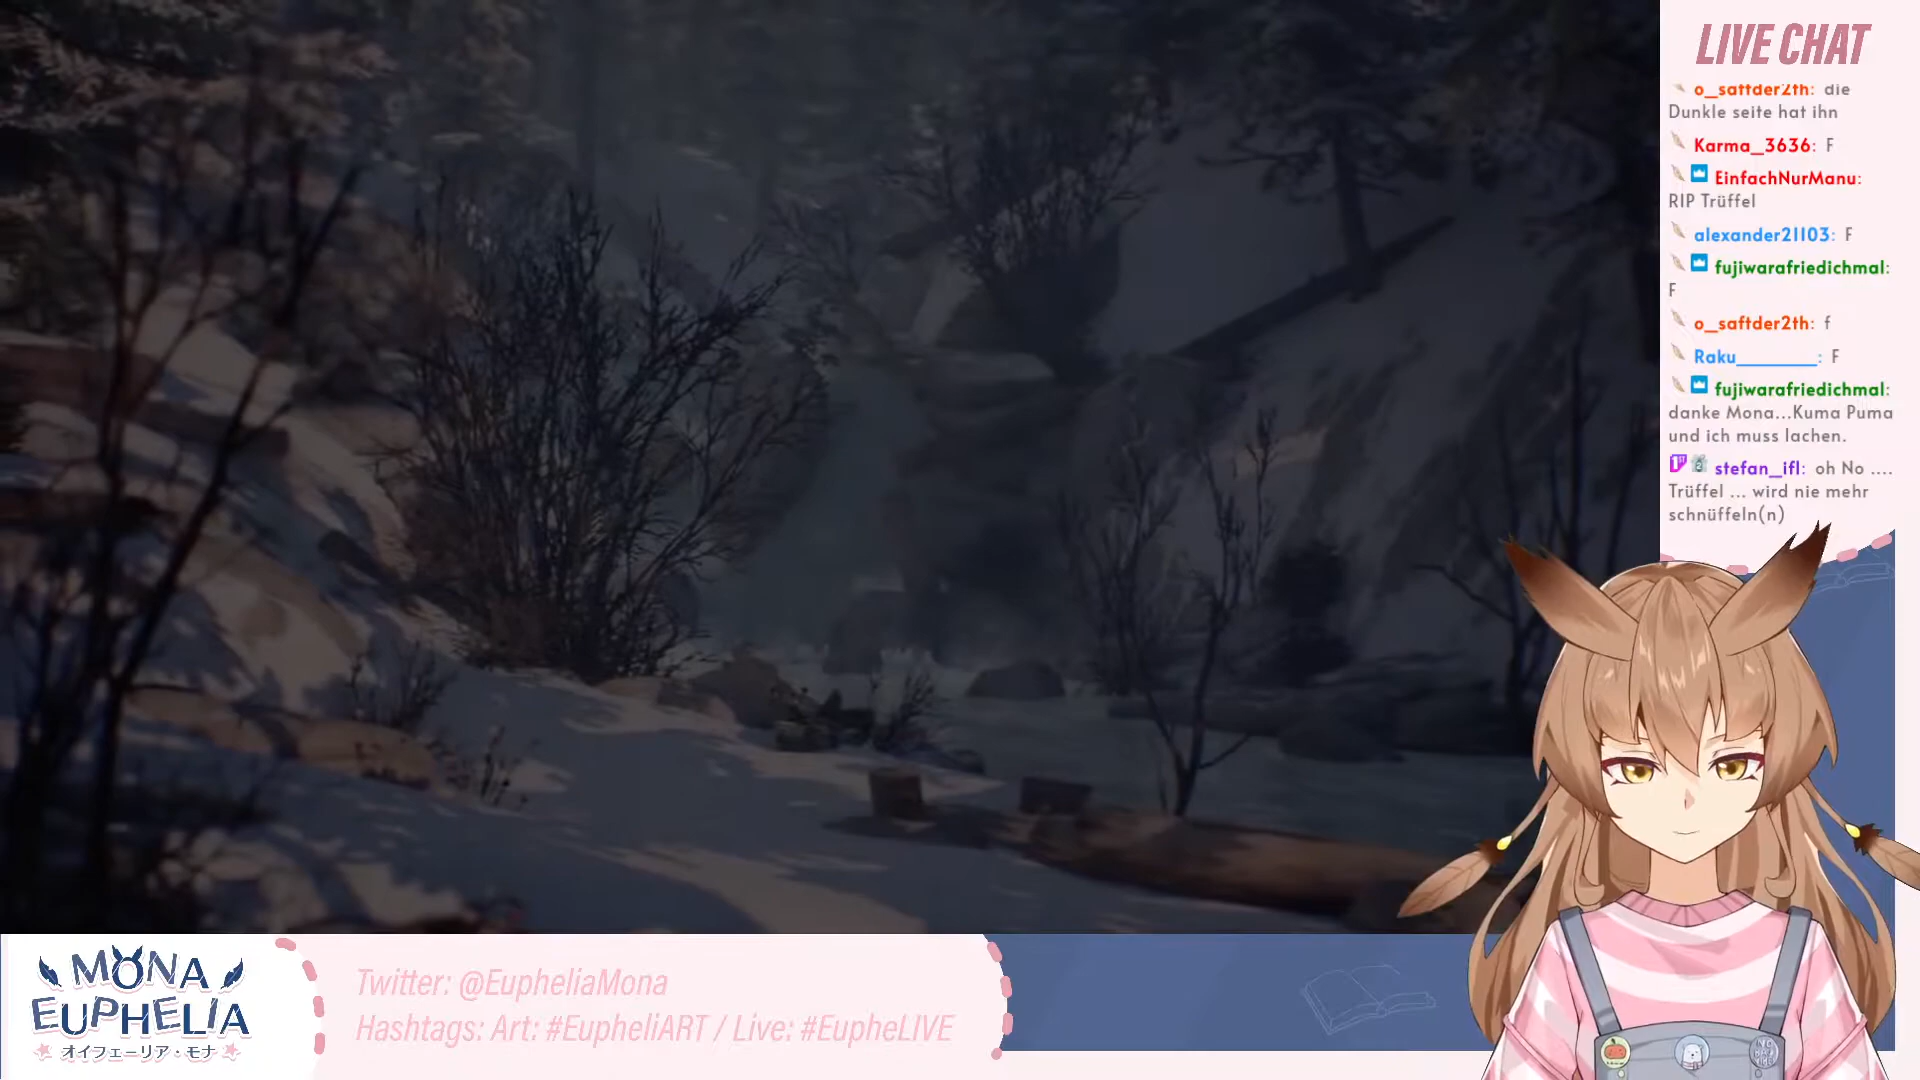 LIVE CHAT
o_saftder2th: die
Dunkle seite hat ihn
Karma_3636: F
EinfachNurManu:
RIP Trüffel
alexander21103: F
fujiwarafriedichmal:
F
o_saftder2th: f
Raku________: F
fujiwarafriedichmal:
danke Mona...Kuma Puma
und ich muss lachen.
stefan_ifl: oh No ....
Trüffel ... wird nie mehr
schnüffeln(n)
MONA
EUPHELIA
オイフェーリア・モナ
Twitter: @EupheliaMona
Hashtags: Art: #EupheliART / Live: #EupheLIVE